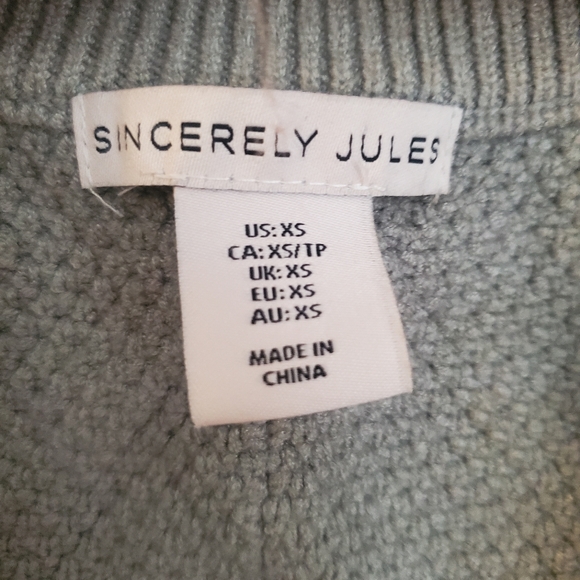 SINCERELY JULES
US: XS
CA: XS/TP
UK: XS
EU: XS
AU: XS
MADE IN
CHINA